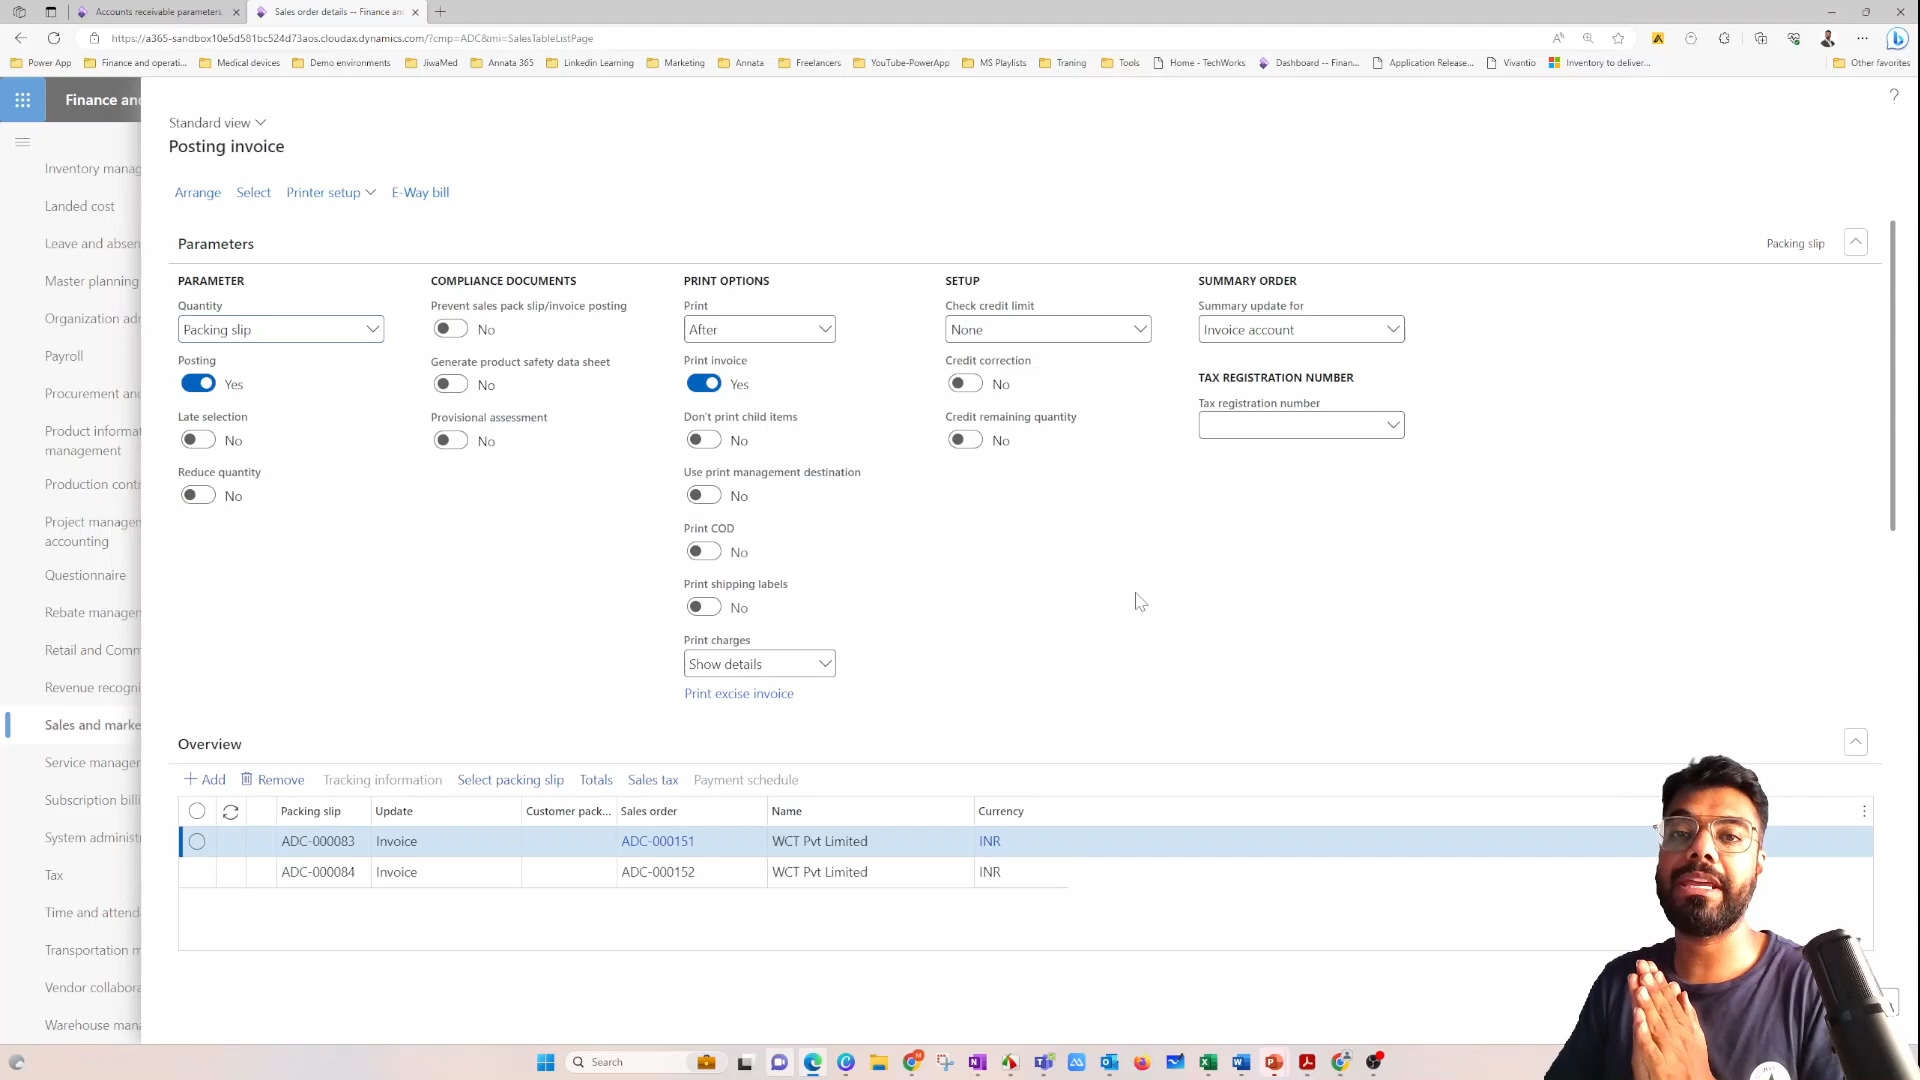 Accounts receivable parameters
Sales order details -- Finance and
https://a365-sandbox10e5d581bc524d73aos.cloudax.dynamics.com/?cmp=ADC&mi=SalesTableListPage
Power App
Finance and operati...
Medical devices
Demo environments
JiwaMed
Annata 365
Linkedin Learning
Marketing
Annata
Freelancers
YouTube-PowerApp
MS Playlists
Traning
Tools
Home - TechWorks
Dashboard -- Finan...
Application Release...
Vivantio
Inventory to deliver...
Other favorites
Finance and
?
Standard view
Posting invoice
Arrange
Select
Printer setup
E-Way bill
Inventory manag
Landed cost
Leave and absen
Master planning
Organization adm
Payroll
Procurement and
Product informat
management
Production contr
Project managem
accounting
Questionnaire
Rebate managem
Retail and Comm
Revenue recogni
Sales and marke
Service manager
Subscription billi
System administr
Tax
Time and attend
Transportation m
Vendor collabora
Warehouse mana
Parameters
Packing slip
PARAMETER
Quantity
Packing slip
Posting
Yes
Late selection
No
Reduce quantity
No
COMPLIANCE DOCUMENTS
Prevent sales pack slip/invoice posting
No
Generate product safety data sheet
No
Provisional assessment
No
PRINT OPTIONS
Print
After
Print invoice
Yes
Don't print child items
No
Use print management destination
No
Print COD
No
Print shipping labels
No
Print charges
Show details
Print excise invoice
SETUP
Check credit limit
None
Credit correction
No
Credit remaining quantity
No
SUMMARY ORDER
Summary update for
Invoice account
TAX REGISTRATION NUMBER
Tax registration number
Overview
Add
Remove
Tracking information
Select packing slip
Totals
Sales tax
Payment schedule
Packing slip Update Customer pack... Sales order Name Currency
ADC-000083 Invoice ADC-000151 WCT Pvt Limited INR
ADC-000084 Invoice ADC-000152 WCT Pvt Limited INR
Search